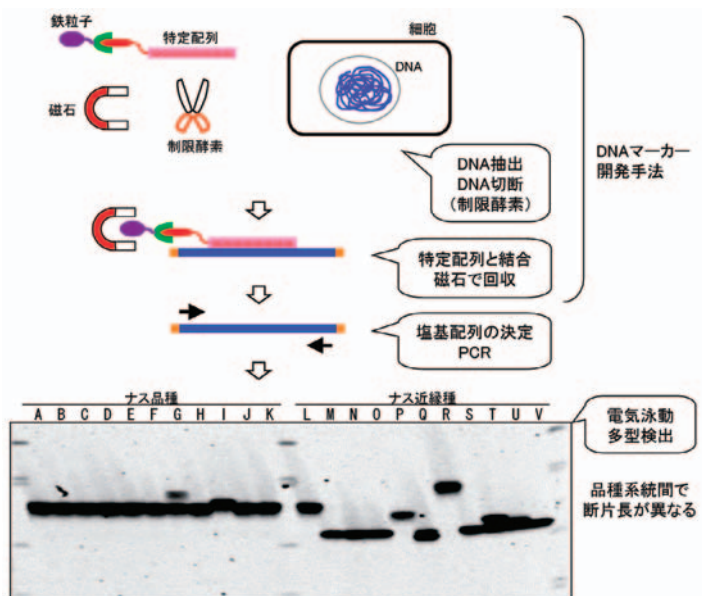 鉄粒子
特定配列
磁石
制限酵素
細胞
DNA
DNA抽出
DNA切断
(制限酵素)
DNAマーカー
開発手法
特定配列と結合
磁石で回収
塩基配列の決定
PCR
ナス品種
ナス近縁種
A B C D E F G H I J K
L M N O P Q R S T U V
電気泳動
多型検出
品種系統間で
断片長が異なる